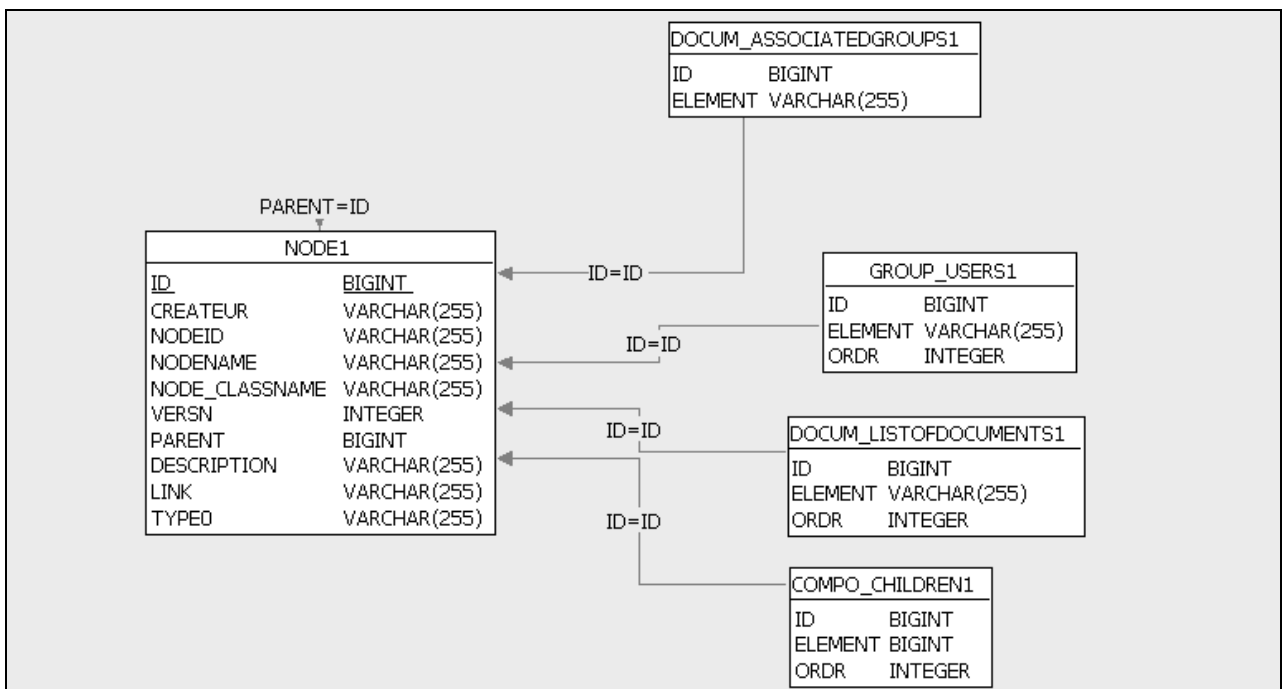 DOCUM_ASSOCIATEDGROUPS1
ID BIGINT
ELEMENT VARCHAR(255)
PARENT=ID
NODE1
ID BIGINT
CREATEUR VARCHAR(255)
NODEID VARCHAR(255)
NODENAME VARCHAR(255)
NODE_CLASSNAME VARCHAR(255)
VERSN INTEGER
PARENT BIGINT
DESCRIPTION VARCHAR(255)
LINK VARCHAR(255)
TYPE0 VARCHAR(255)
ID=ID
ID=ID
ID=ID
ID=ID
GROUP_USERS1
ID BIGINT
ELEMENT VARCHAR(255)
ORDR INTEGER
DOCUM_LISTOFDOCUMENTS1
ID BIGINT
ELEMENT VARCHAR(255)
ORDR INTEGER
COMPO_CHILDREN1
ID BIGINT
ELEMENT BIGINT
ORDR INTEGER